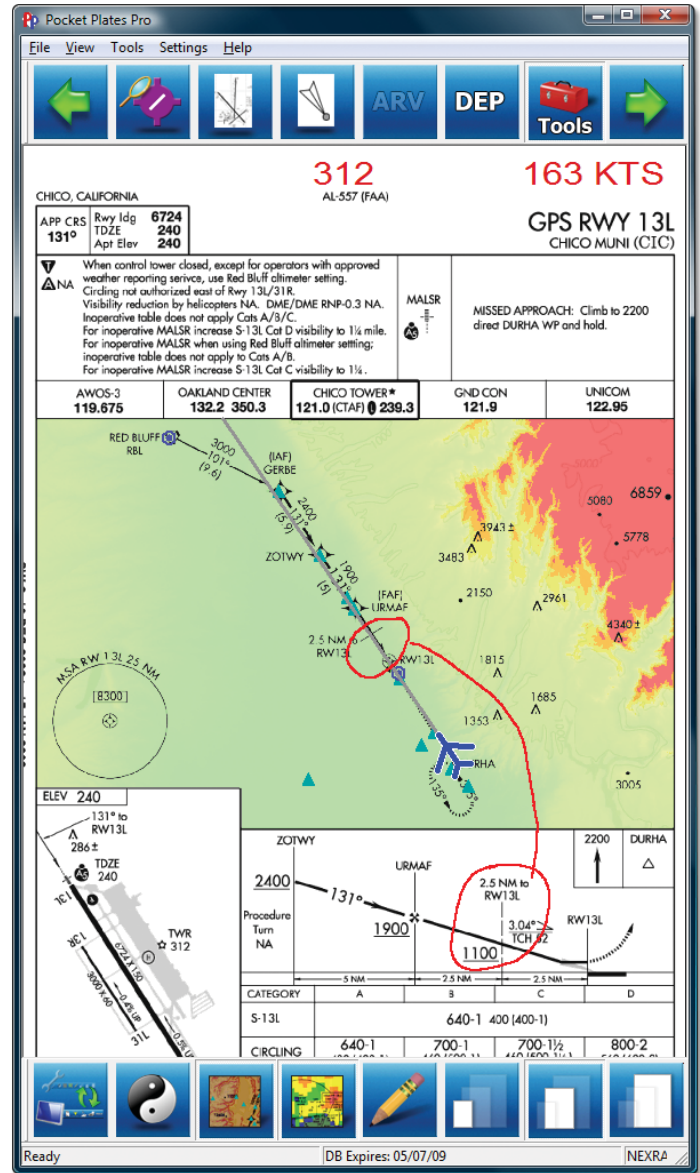 Pocket Plates Pro
File View Tools Settings Help
ARV DEP Tools
312 163 KTS
CHICO, CALIFORNIA
AL-557 (FAA)
APP CRS
131°
Rwy ldg 6724
TDZE 240
Apt Elev 240
GPS RWY 13L
CHICO MUNI (CIC)
T
A NA
When control tower closed, except for operators with approved
weather reporting serivce, use Red Bluff altimeter setting.
Circling not authorized east of Rwy 13L/31R.
Visibility reduction by helicopters NA. DME/DME RNP-0.3 NA.
Inoperative table does not apply Cats A/B/C.
For inoperative MALSR increase S-13L Cat D visibility to 1¼ mile.
For inoperative MALSR when using Red Bluff altimeter setting;
inoperative table does not apply to Cats A/B.
For inoperative MALSR increase S-13L Cat C visibility to 1¼.
MALSR
A5
MISSED APPROACH: Climb to 2200
direct DURHA WP and hold.
AWOS-3
119.675
OAKLAND CENTER
132.2 350.3
CHICO TOWER★
121.0 (CTAF) L 239.3
GND CON
121.9
UNICOM
122.95
RED BLUFF
RBL
3000
101°
(9.6)
(IAF)
GERBE
2400
131°
(5.9)
ZOTWY
1900
131°
(5)
(FAF)
URMAF
2.5 NM to
RW13L
RW13L
6859
5080
5778
3943 ±
3483
2150
2961
4340 ±
1815
1685
1353
3005
MSA RW 13L 25 NM
8300
RHA
135°
ELEV 240
131° to
RW13L
286 ±
TDZE
240
A5
13L
13R
TWR
312
6724 X 150
3000 X 60
0.4% UP
0.5% UP
31L
ZOTWY
2400
Procedure
Turn
NA
131°
URMAF
1900
2.5 NM to
RW13L
1100
3.04°
TCH 52
RW13L
2200
DURHA
5 NM 2.5 NM 2.5 NM
CATEGORY A B C D
S-13L 640-1 400 (400-1)
CIRCLING 640-1 700-1 700-1½ 800-2
Ready DB Expires: 05/07/09 NEXRA